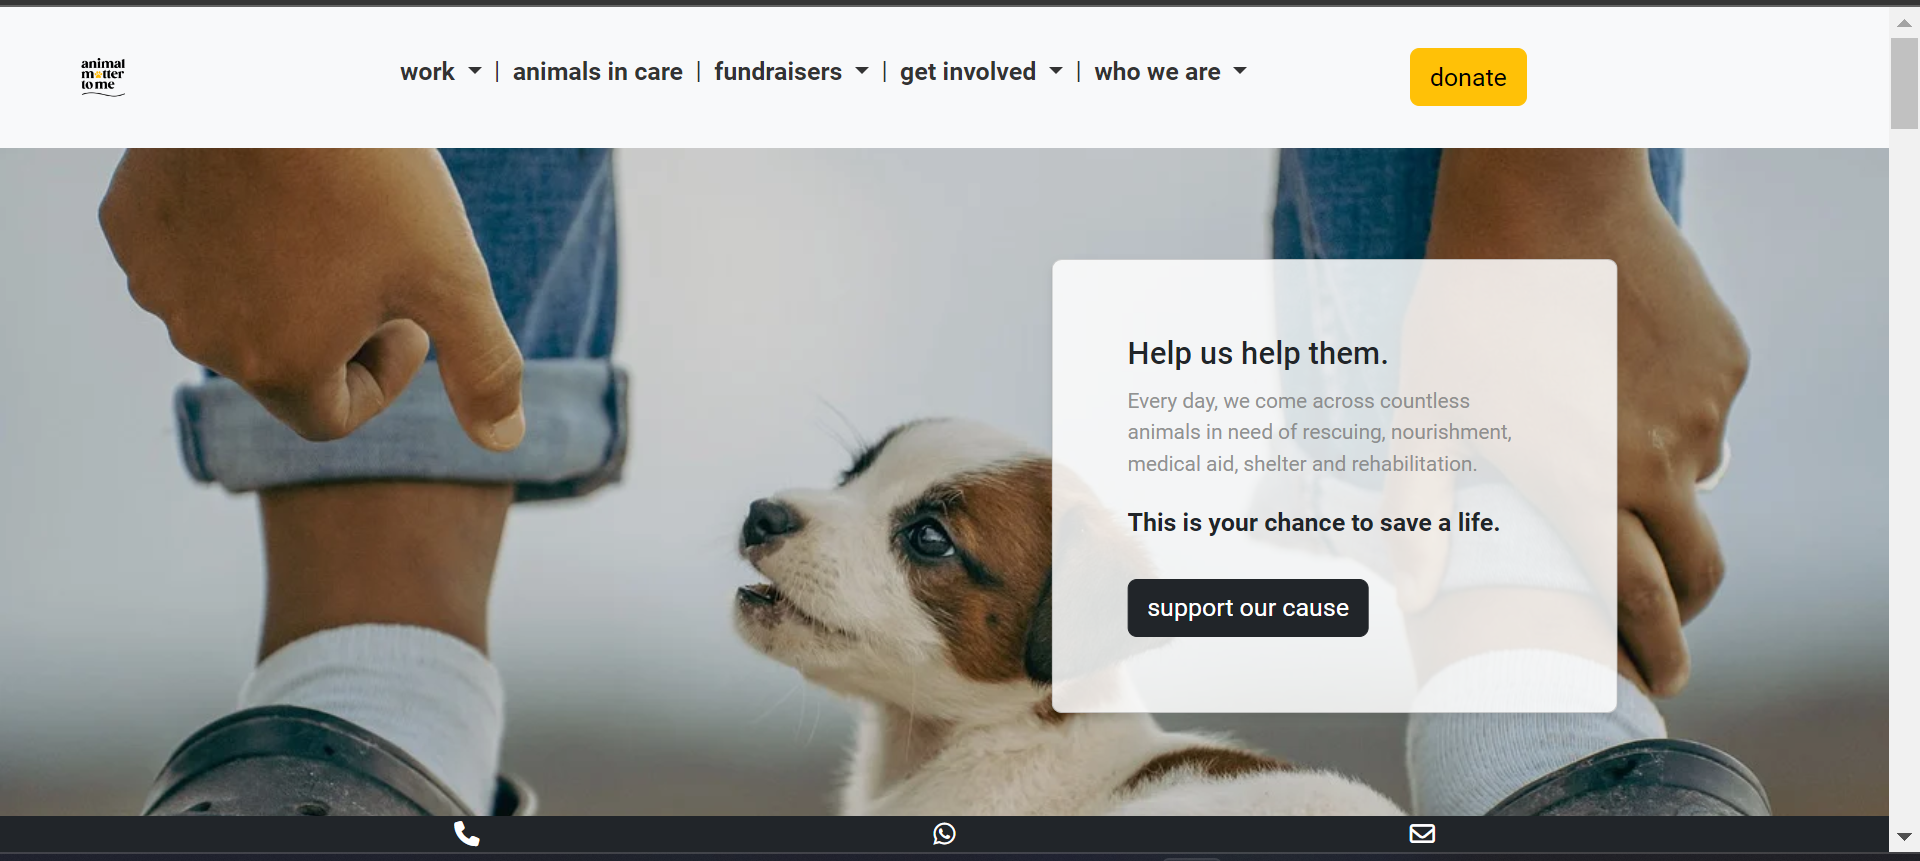 animal
matter
to me
work | animals in care | fundraisers | get involved | who we are
donate
Help us help them.
Every day, we come across countless
animals in need of rescuing, nourishment,
medical aid, shelter and rehabilitation.
This is your chance to save a life.
support our cause